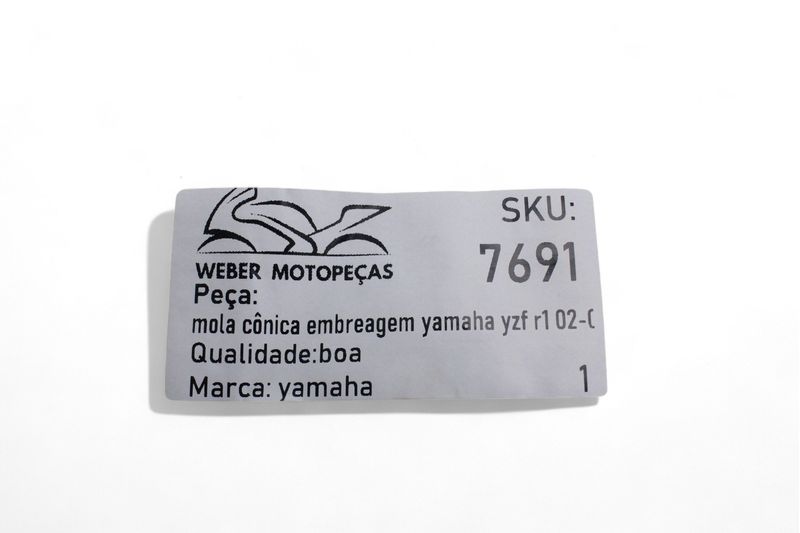 SKU:
7691
WEBER MOTOPEÇAS
Peça:
mola cônica embreagem yamaha yzf r1 02-
Qualidade:boa
Marca: yamaha
1